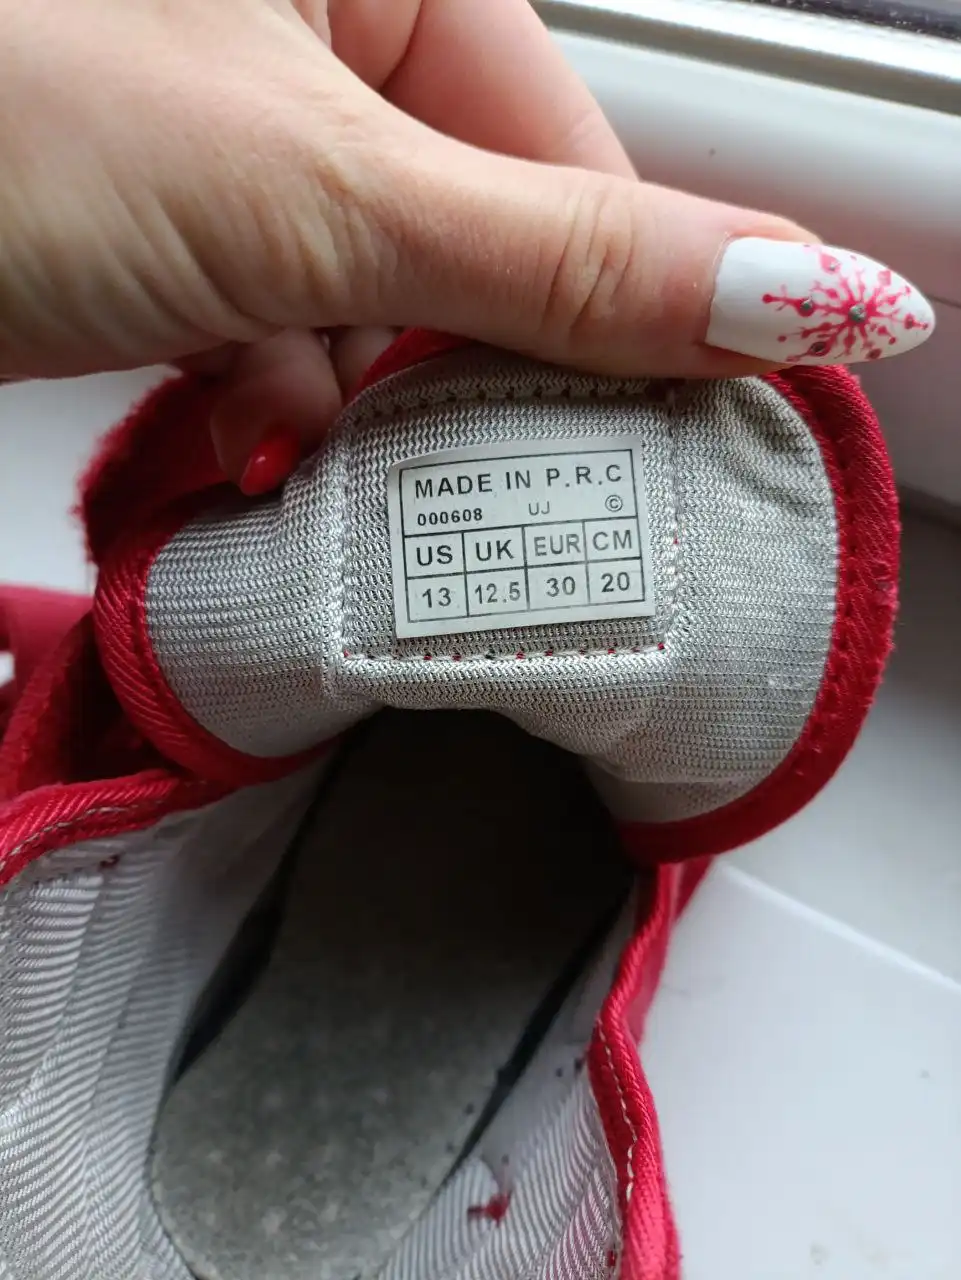 MADE IN P.R.C
000608 UJ ©
US UK EUR CM
13 12.5 30 20